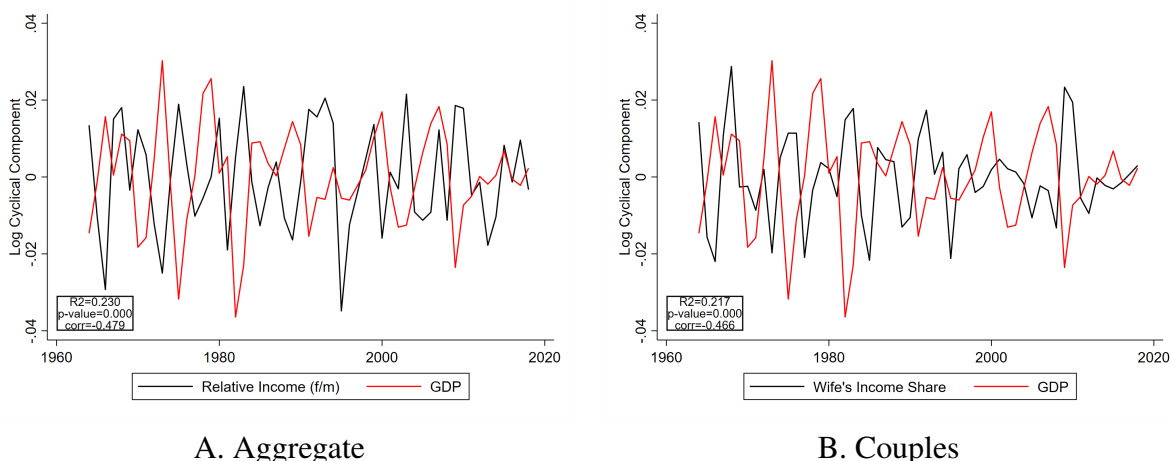 .04
.02
0
-.02
-.04
Log Cyclical Component
R2=0.230
p-value=0.000
corr=-0.479
1960 1980 2000 2020
Relative Income (f/m) GDP
A. Aggregate
.04
.02
0
-.02
-.04
Log Cyclical Component
R2=0.217
p-value=0.000
corr=-0.466
1960 1980 2000 2020
Wife's Income Share GDP
B. Couples